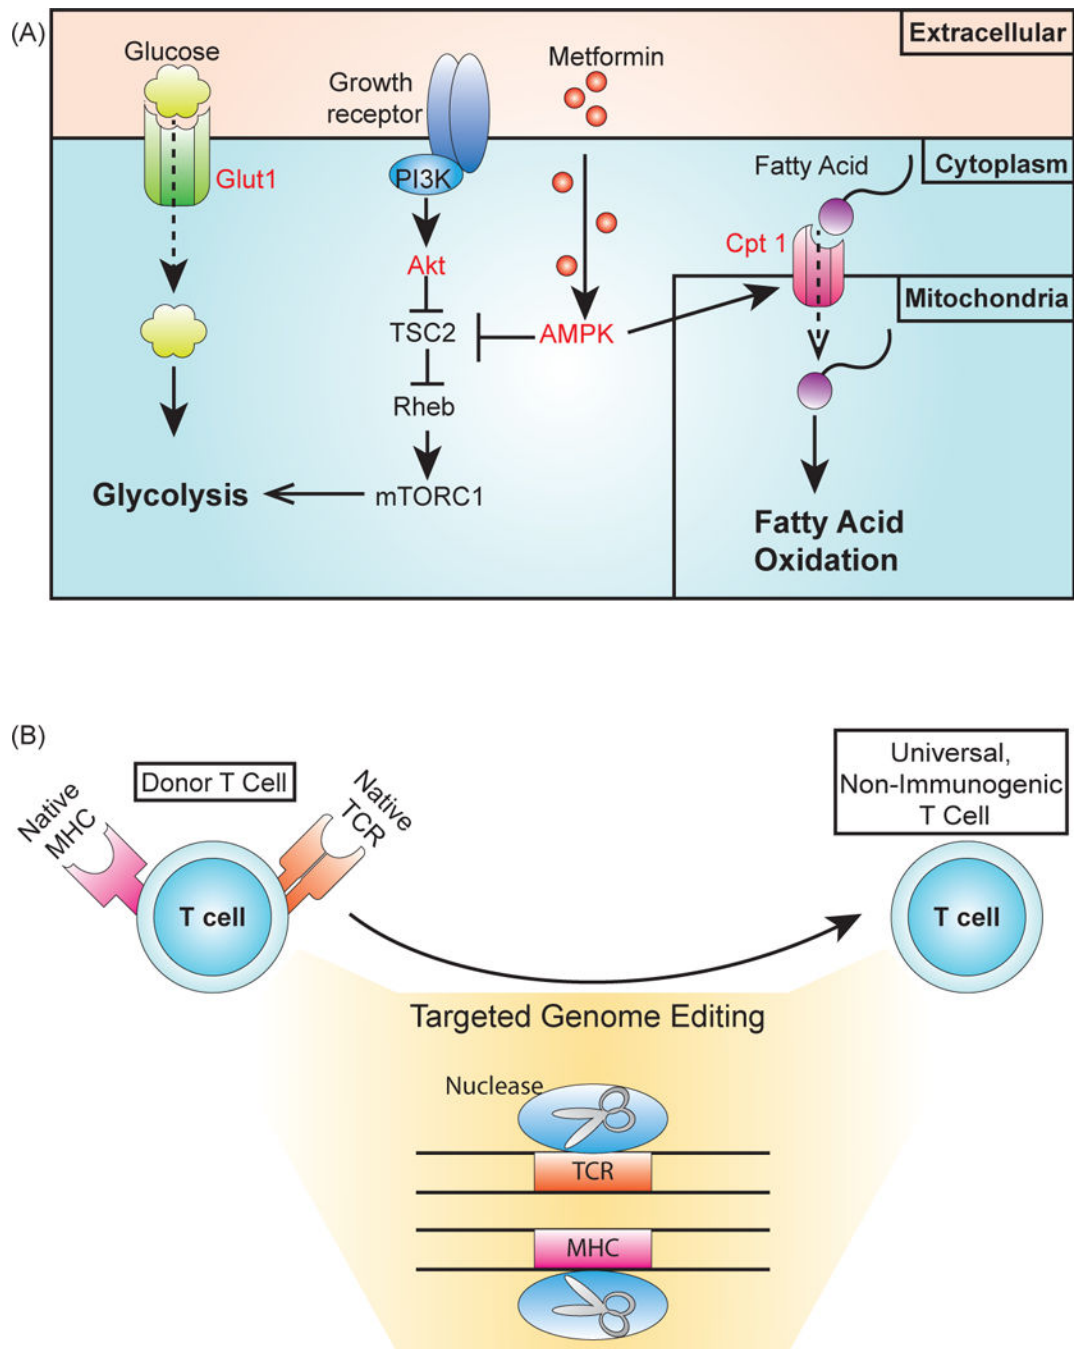 (A)
Extracellular
Glucose
Growth
receptor
Metformin
Cytoplasm
Fatty Acid
Glut1
PI3K
Cpt 1
Akt
Mitochondria
TSC2
AMPK
Rheb
Glycolysis
mTORC1
Fatty Acid
Oxidation
(B)
Donor T Cell
Universal,
Non-Immunogenic
T Cell
Native
MHC
Native
TCR
T cell
T cell
Targeted Genome Editing
Nuclease
TCR
MHC